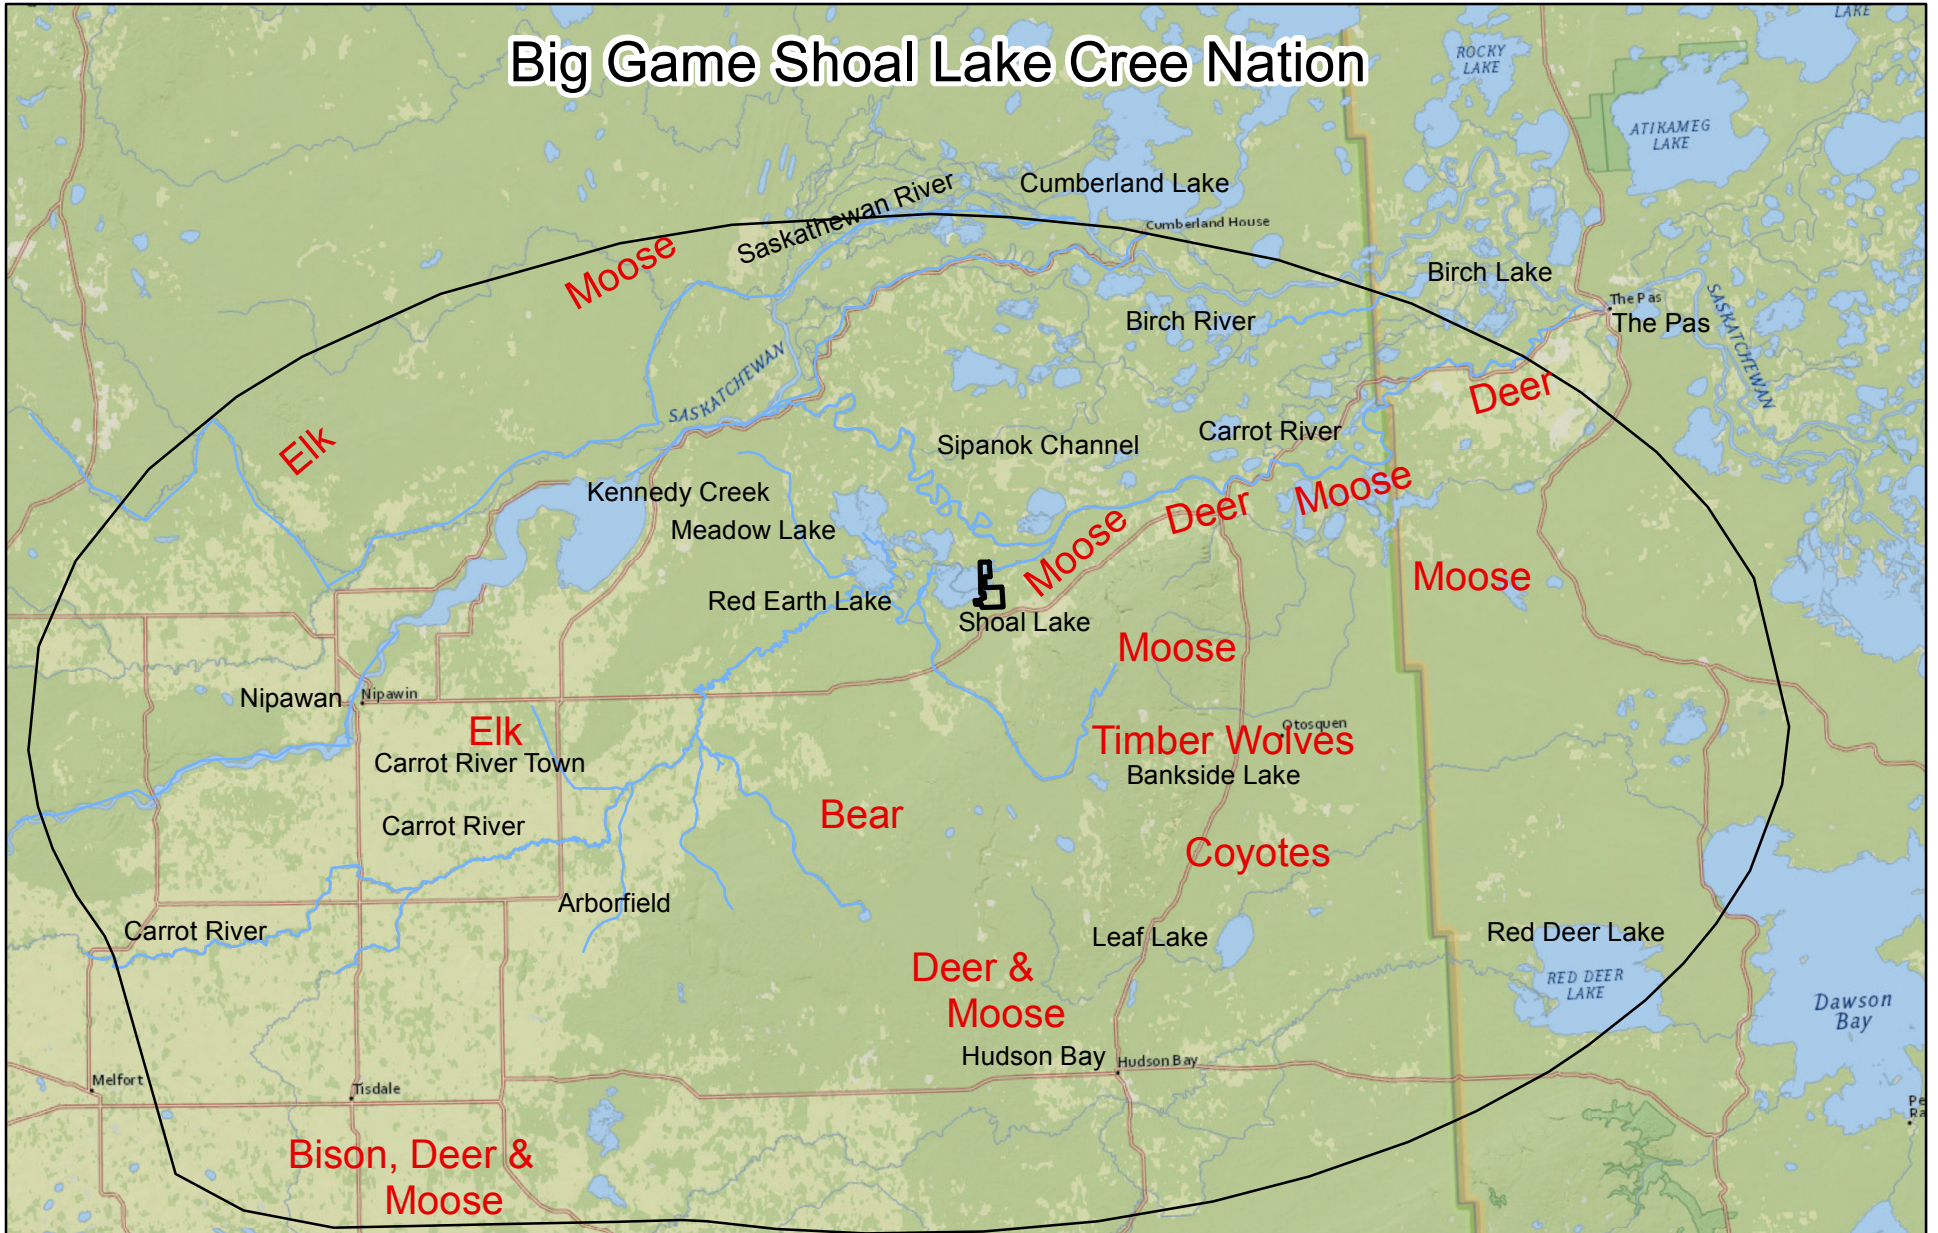 Big Game Shoal Lake Cree Nation
LAKE
ROCKY
LAKE
ATIKAMEG
LAKE
Cumberland Lake
Saskathewan River
Cumberland House
Moose
Birch Lake
The Pas
The Pas
SASKATCHEWAN
Birch River
SASKATCHEWAN
Deer
Elk
Sipanok Channel
Carrot River
Kennedy Creek
Meadow Lake
Moose
Deer
Moose
Moose
Red Earth Lake
Shoal Lake
Moose
Nipawan
Nipawin
Elk
Carrot River Town
Otosquen
Timber Wolves
Bankside Lake
Bear
Carrot River
Coyotes
Arborfield
Carrot River
Leaf Lake
Red Deer Lake
RED DEER
LAKE
Deer &
Moose
Dawson
Bay
Hudson Bay
Hudson Bay
Melfort
Tisdale
Pe
Ra
Bison, Deer &
Moose